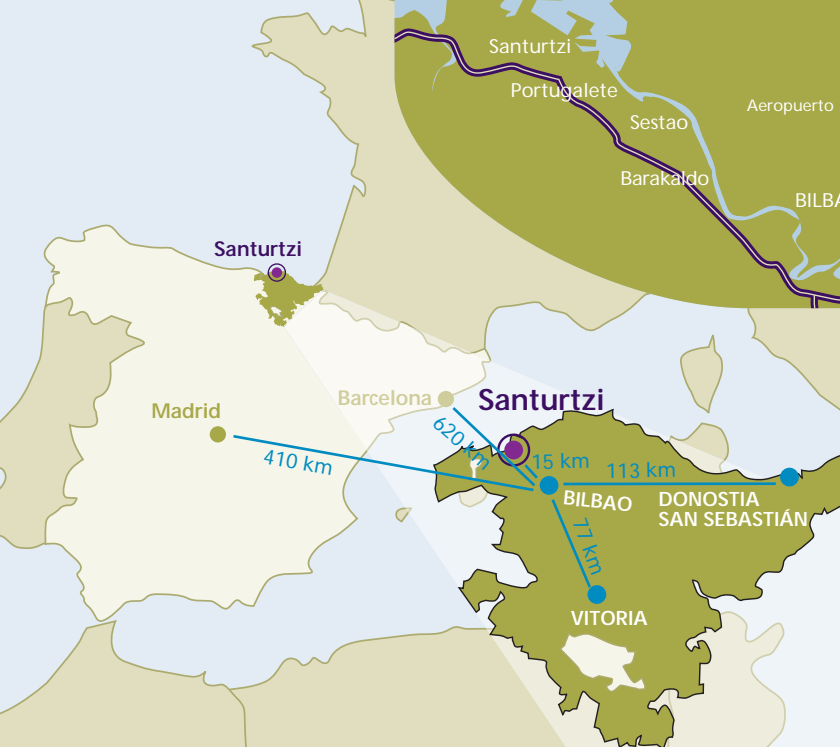 Santurtzi
Portugalete
Sestao
Aeropuerto
Barakaldo
BILBA
Santurtzi
Madrid
410 km
Barcelona
620 km
Santurtzi
15 km
113 km
BILBAO
DONOSTIA
SAN SEBASTIÁN
77 km
VITORIA